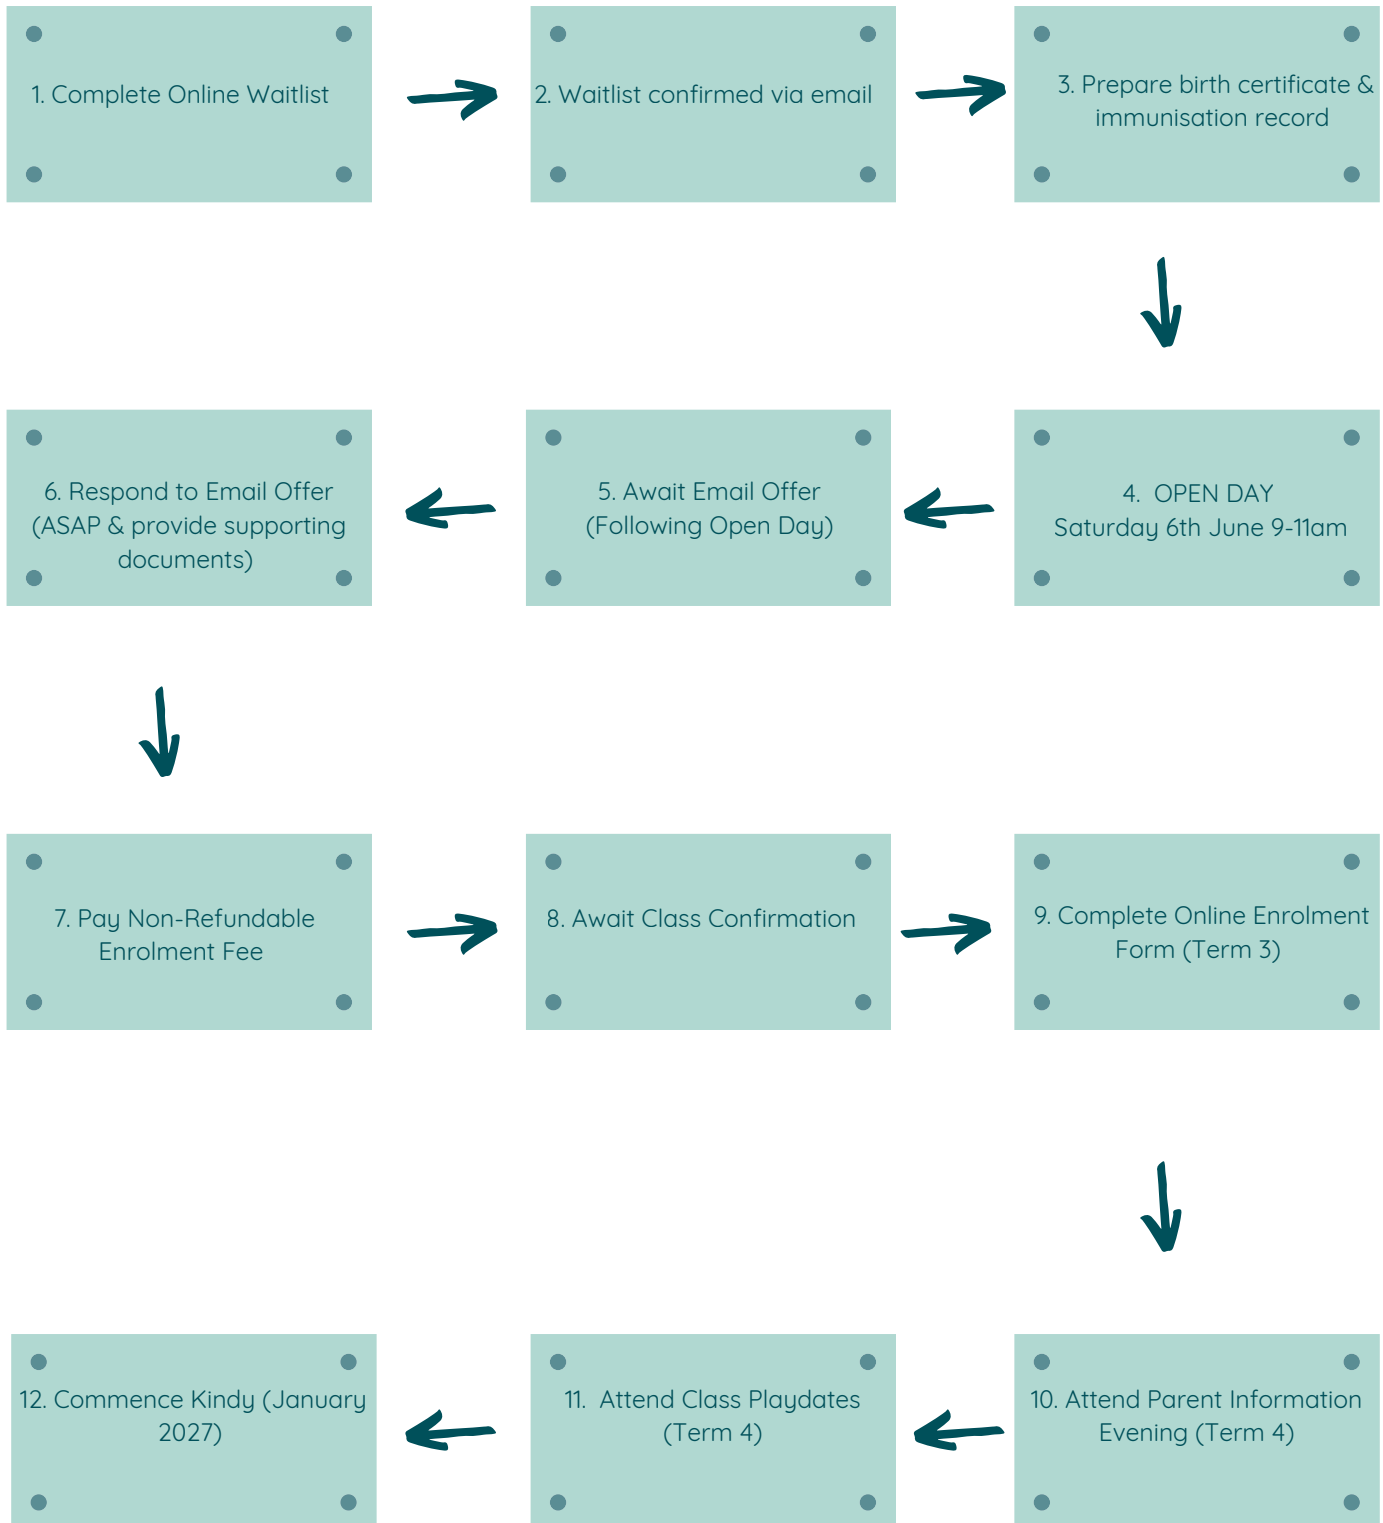 1. Complete Online Waitlist
2. Waitlist confirmed via email
3. Prepare birth certificate &
immunisation record
4. OPEN DAY
Saturday 6th June 9-11am
5. Await Email Offer
(Following Open Day)
6. Respond to Email Offer
(ASAP & provide supporting
documents)
7. Pay Non-Refundable
Enrolment Fee
8. Await Class Confirmation
9. Complete Online Enrolment
Form (Term 3)
10. Attend Parent Information
Evening (Term 4)
11. Attend Class Playdates
(Term 4)
12. Commence Kindy (January
2027)